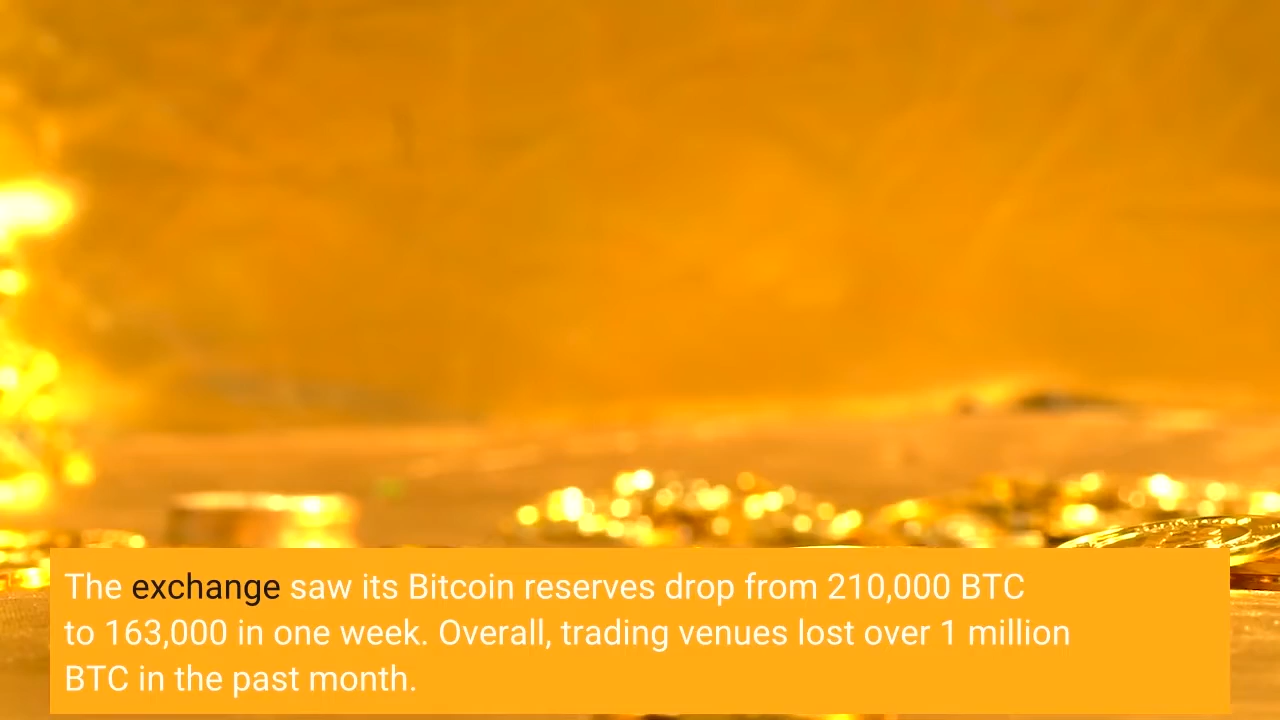 The exchange saw its Bitcoin reserves drop from 210,000 BTC
to 163,000 in one week. Overall, trading venues lost over 1 million
BTC in the past month.